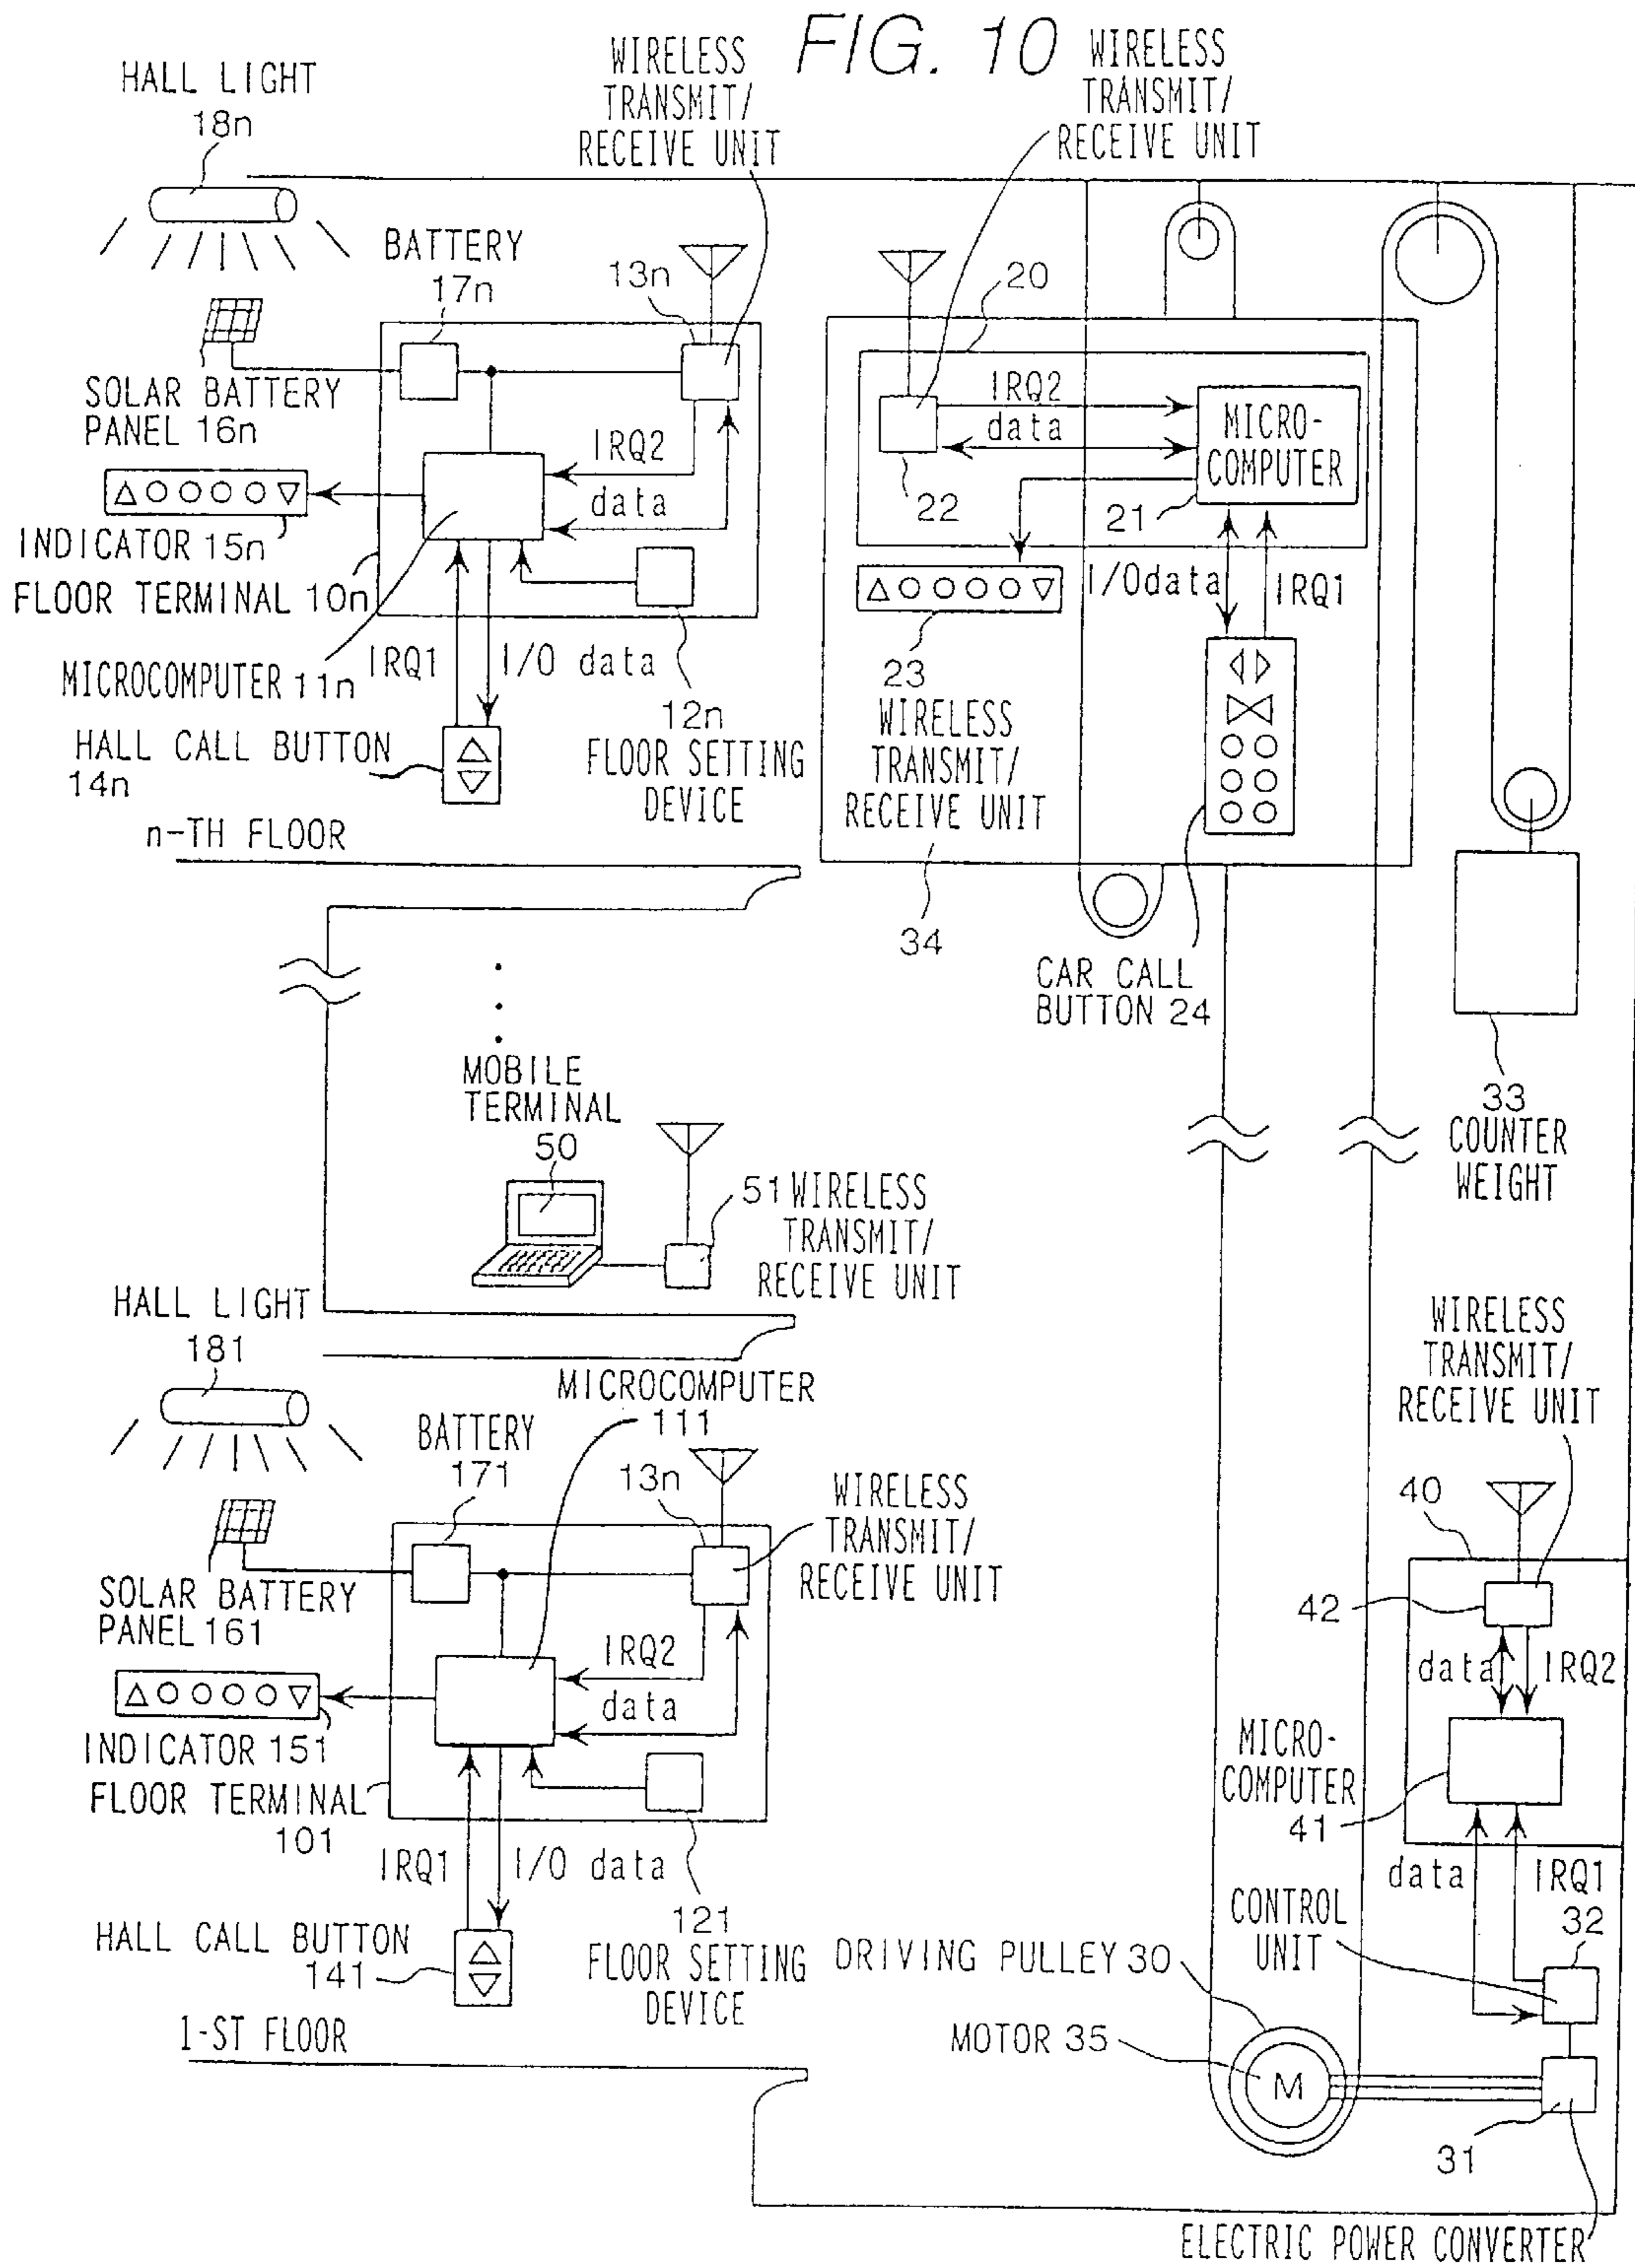 FIG. 10
HALL LIGHT
18n
WIRELESS
TRANSMIT/
RECEIVE UNIT
WIRELESS
TRANSMIT/
RECEIVE UNIT
BATTERY
17n
13n
20
SOLAR BATTERY
PANEL 16n
IRQ2
data
INDICATOR 15n
FLOOR TERMINAL 10n
MICROCOMPUTER 11n
IRQ1
I/O data
HALL CALL BUTTON
14n
12n
FLOOR SETTING
DEVICE
n-TH FLOOR
IRQ2
data
MICRO-
COMPUTER
22
21
I/Odata
IRQ1
23
WIRELESS
TRANSMIT/
RECEIVE UNIT
34
CAR CALL
BUTTON 24
33
COUNTER
WEIGHT
MOBILE
TERMINAL
50
51 WIRELESS
TRANSMIT/
RECEIVE UNIT
HALL LIGHT
181
MICROCOMPUTER
111
BATTERY
171
13n
WIRELESS
TRANSMIT/
RECEIVE UNIT
SOLAR BATTERY
PANEL 161
IRQ2
data
INDICATOR 151
FLOOR TERMINAL
101
IRQ1
I/O data
HALL CALL BUTTON
141
121
FLOOR SETTING
DEVICE
1-ST FLOOR
WIRELESS
TRANSMIT/
RECEIVE UNIT
40
42
data
IRQ2
MICRO-
COMPUTER
41
data
IRQ1
32
CONTROL
UNIT
DRIVING PULLEY 30
MOTOR 35
M
31
ELECTRIC POWER CONVERTER